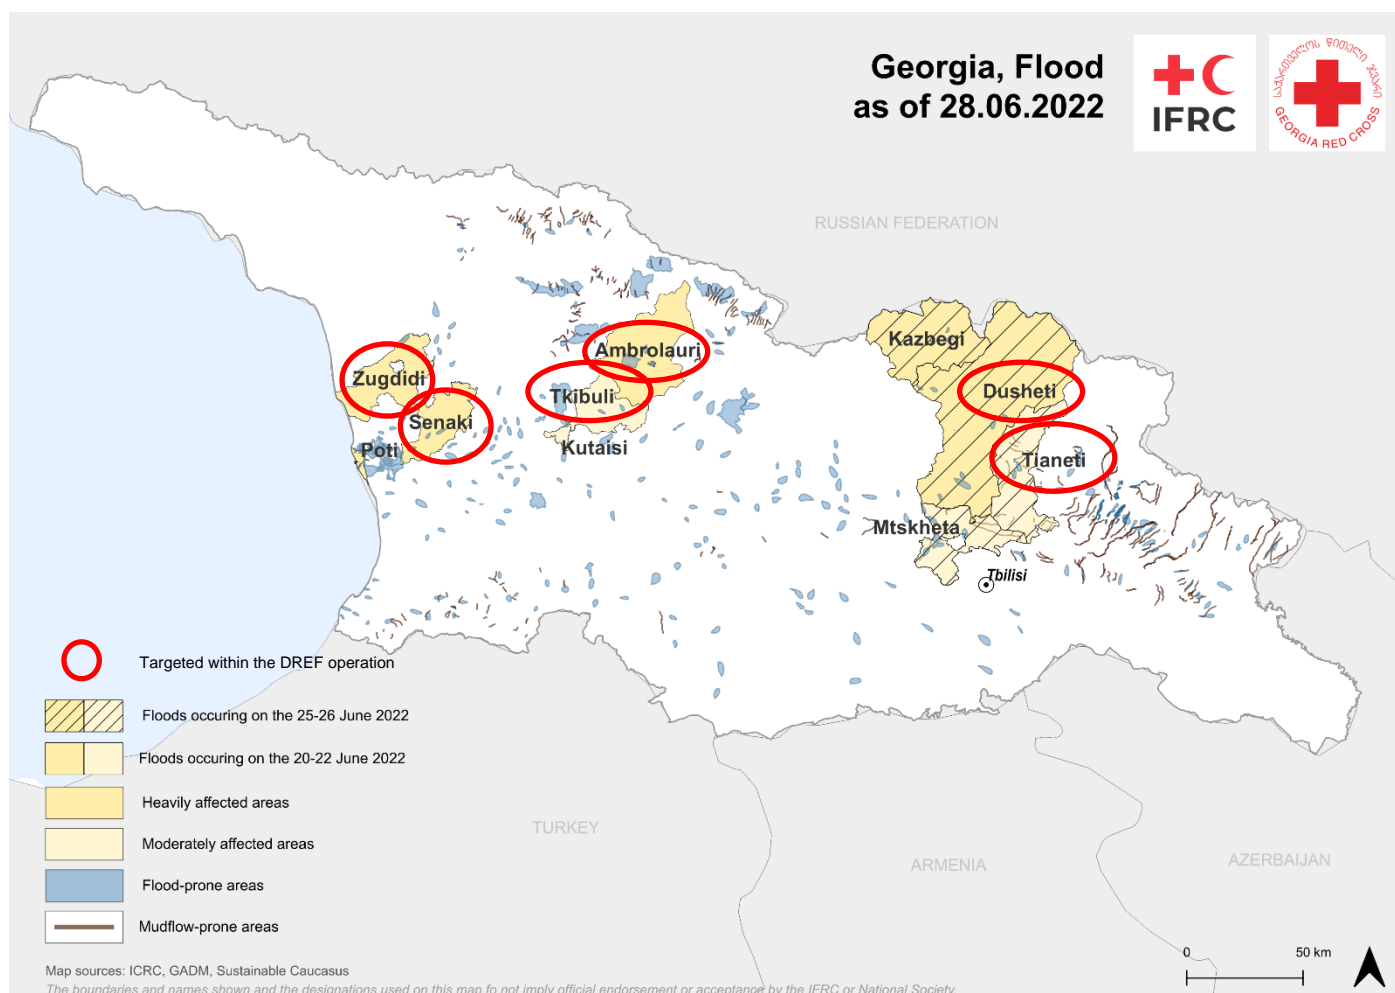 Georgia, Flood
as of 28.06.2022
IFRC
საქართველოს წითელი ჯვარი
GEORGIA RED CROSS
RUSSIAN FEDERATION
Kazbegi
Ambrolauri
Zugdidi
Dusheti
Tkibuli
Senaki
Kutaisi
Poti
Tianeti
Mtskheta
Tbilisi
Targeted within the DREF operation
Floods occuring on the 25-26 June 2022
Floods occuring on the 20-22 June 2022
Heavily affected areas
Moderately affected areas
Flood-prone areas
Mudflow-prone areas
TURKEY
ARMENIA
AZERBAIJAN
0 50 km
Map sources: ICRC, GADM, Sustainable Caucasus
The boundaries and names shown and the designations used on this map fo not imply official endorsement or acceptance by the IFRC or National Society.